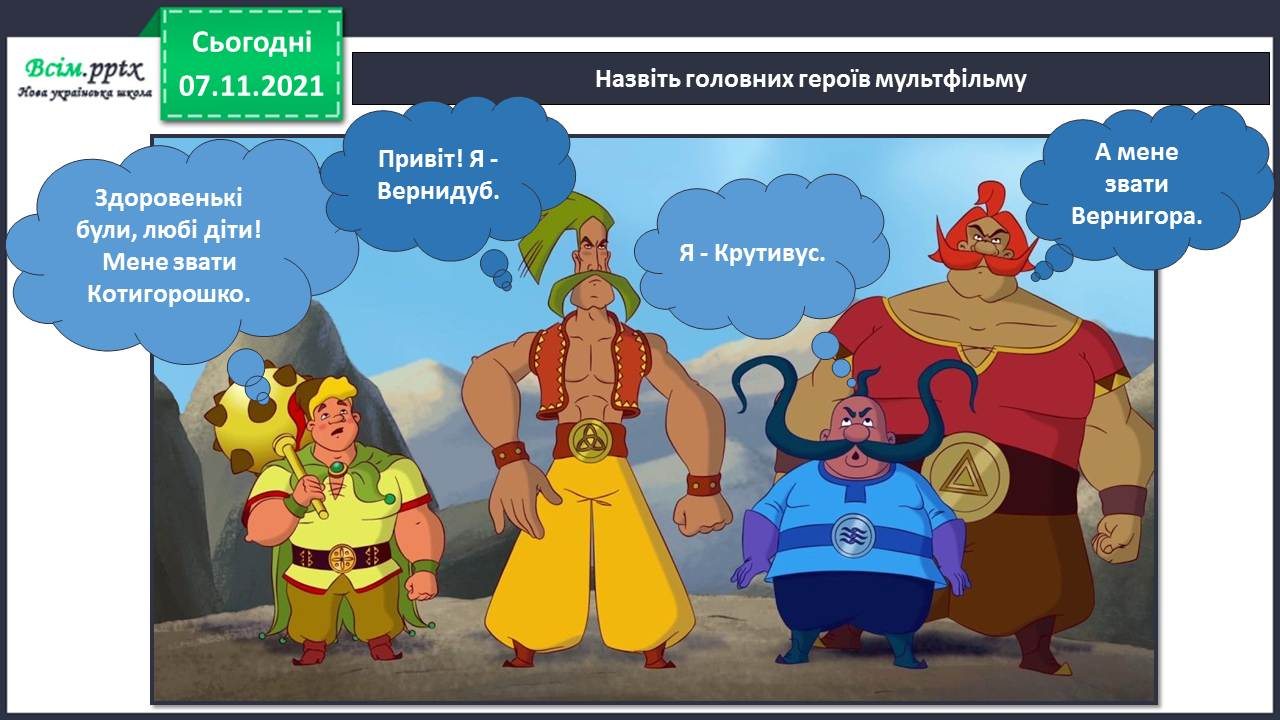 Всім.pptx
Нова українська школа
Сьогодні
07.11.2021
Назвіть головних героїв мультфільму
Здоровенькі
були, любі діти!
Мене звати
Котигорошко.
Привіт! Я -
Вернидуб.
Я - Крутивус.
А мене
звати
Вернигора.